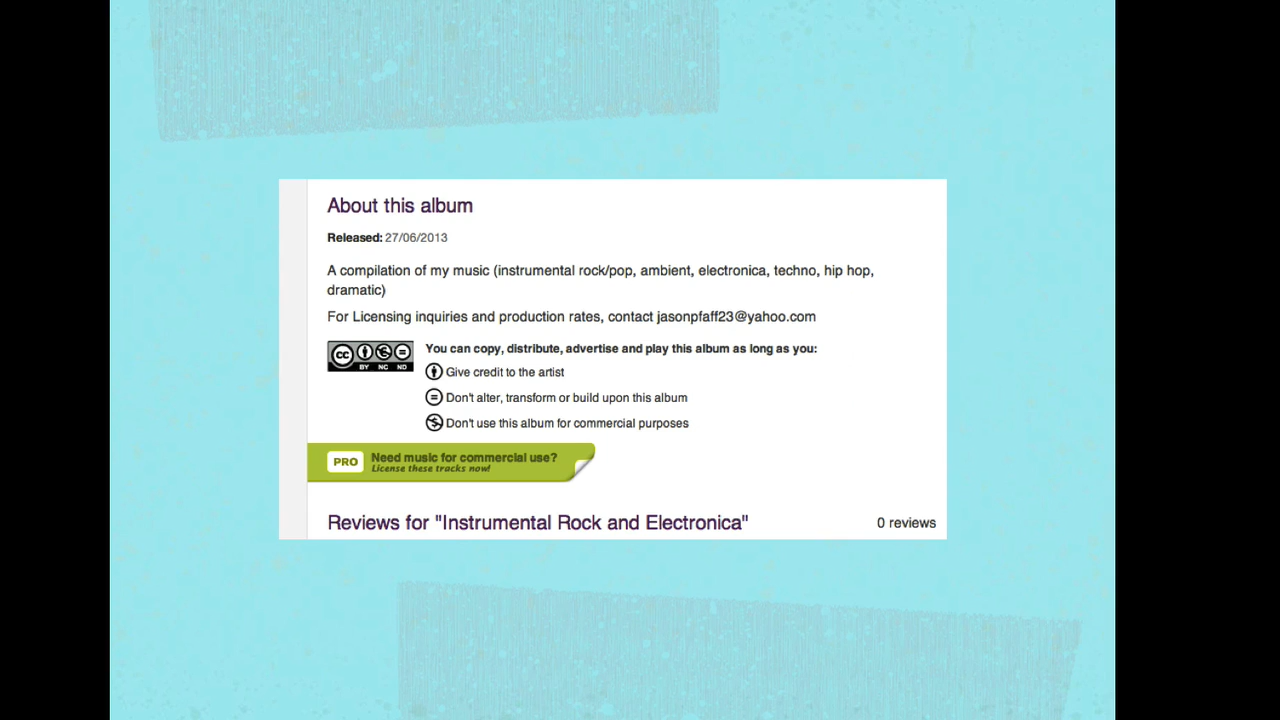 About this album
Released: 27/06/2013
A compilation of my music (instrumental rock/pop, ambient, electronica, techno, hip hop,
dramatic)
For Licensing inquiries and production rates, contact jasonpfaff23@yahoo.com
cc BY NC ND
You can copy, distribute, advertise and play this album as long as you:
Give credit to the artist
Don't alter, transform or build upon this album
Don't use this album for commercial purposes
PRO
Need music for commercial use?
License these tracks now!
Reviews for "Instrumental Rock and Electronica"
0 reviews